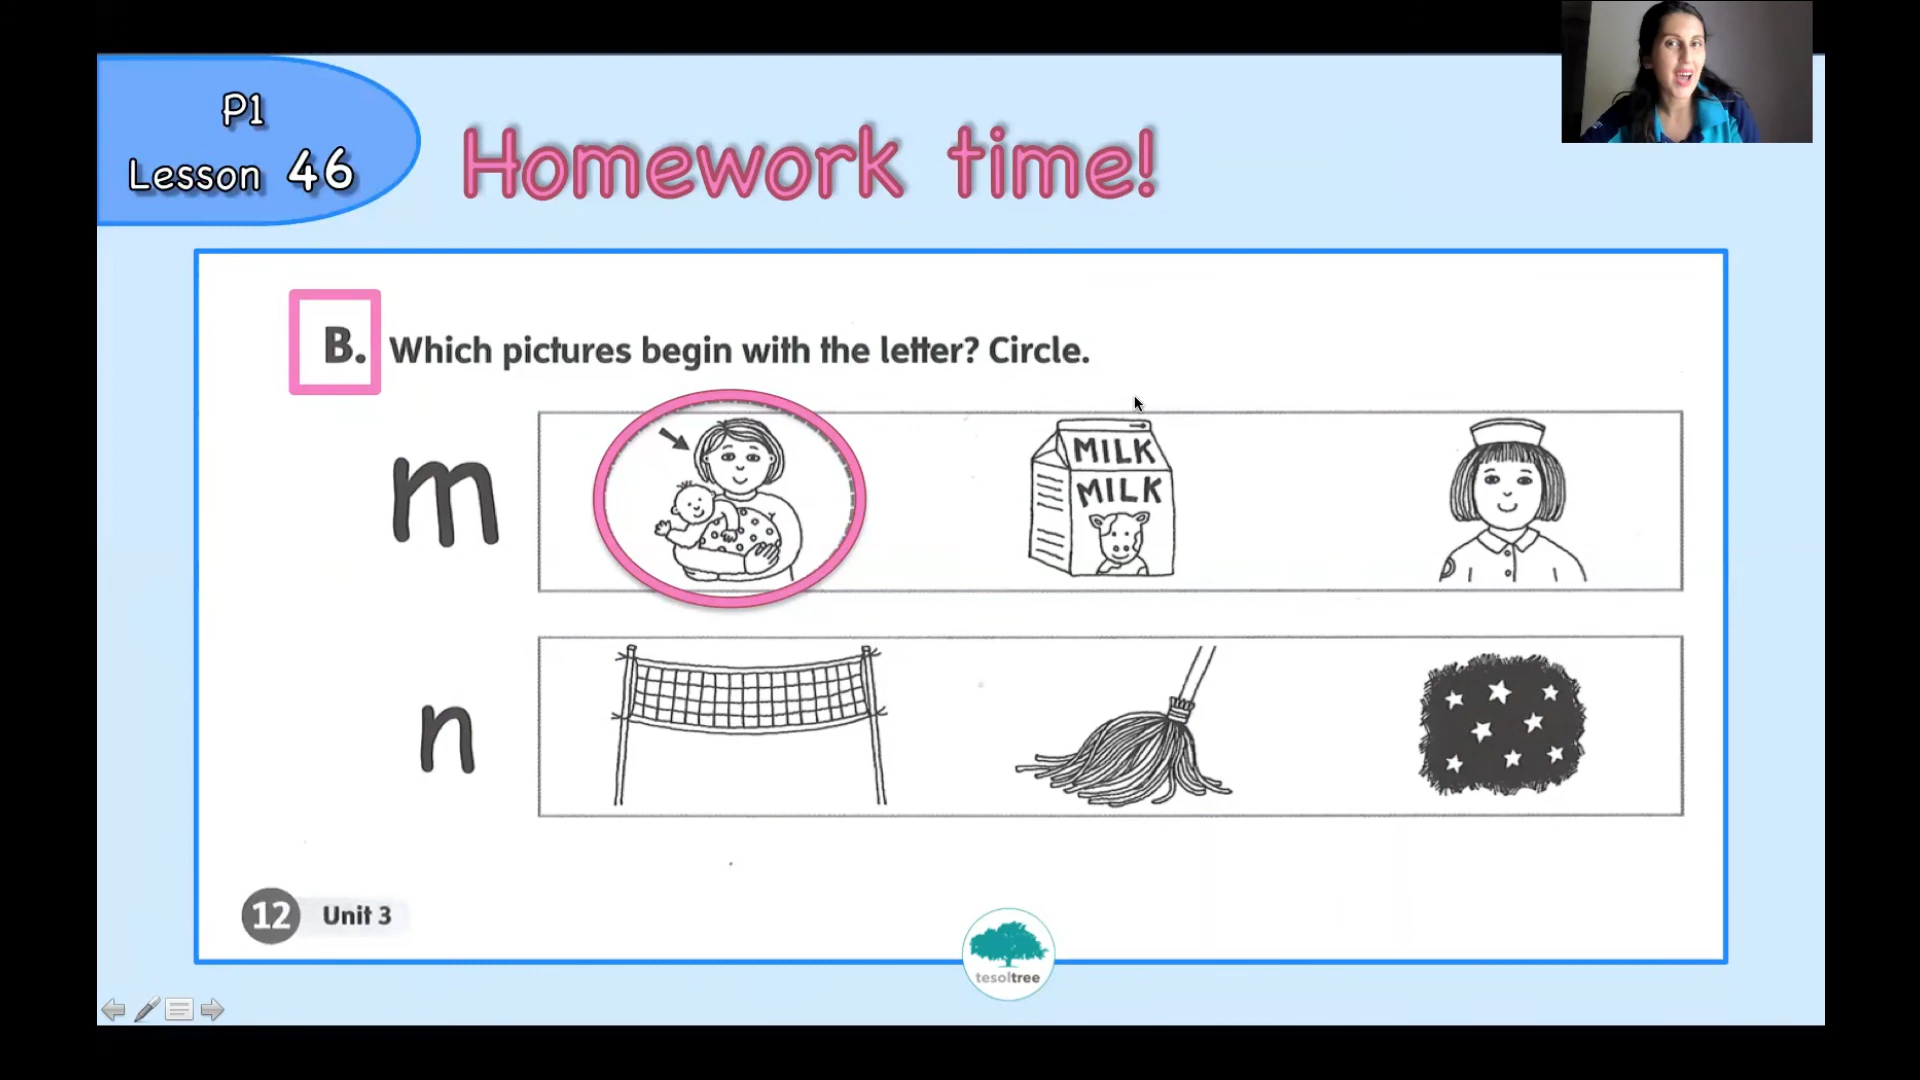 P1
Lesson 46
Homework time!
B. Which pictures begin with the letter? Circle.
m
MILK
MILK
n
12 Unit 3
tesoltree